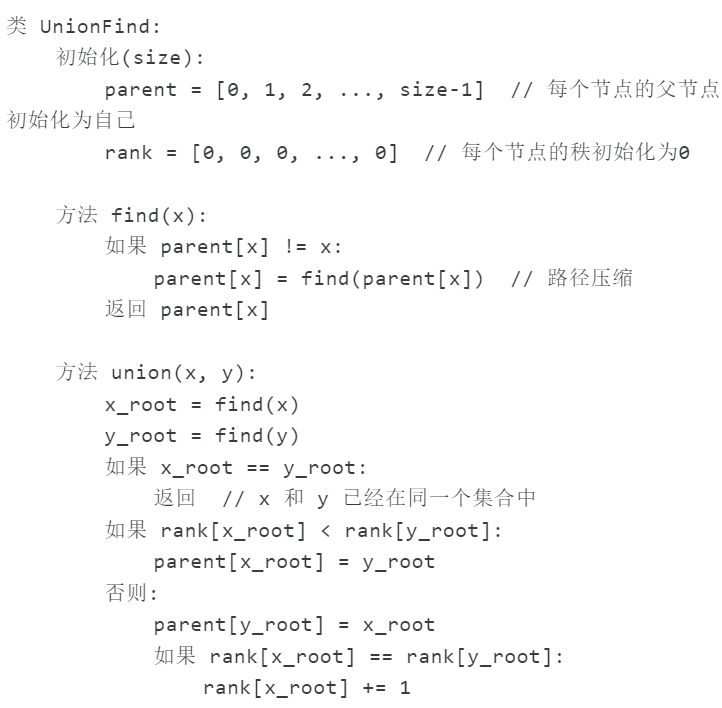 类 UnionFind:
    初始化(size):
        parent = [0, 1, 2, ..., size-1]  // 每个节点的父节点
初始化为自己
        rank = [0, 0, 0, ..., 0]  // 每个节点的秩初始化为0

    方法 find(x):
        如果 parent[x] != x:
            parent[x] = find(parent[x])  // 路径压缩
        返回 parent[x]

    方法 union(x, y):
        x_root = find(x)
        y_root = find(y)
        如果 x_root == y_root:
            返回  // x 和 y 已经在同一个集合中
        如果 rank[x_root] < rank[y_root]:
            parent[x_root] = y_root
        否则:
            parent[y_root] = x_root
            如果 rank[x_root] == rank[y_root]:
                rank[x_root] += 1